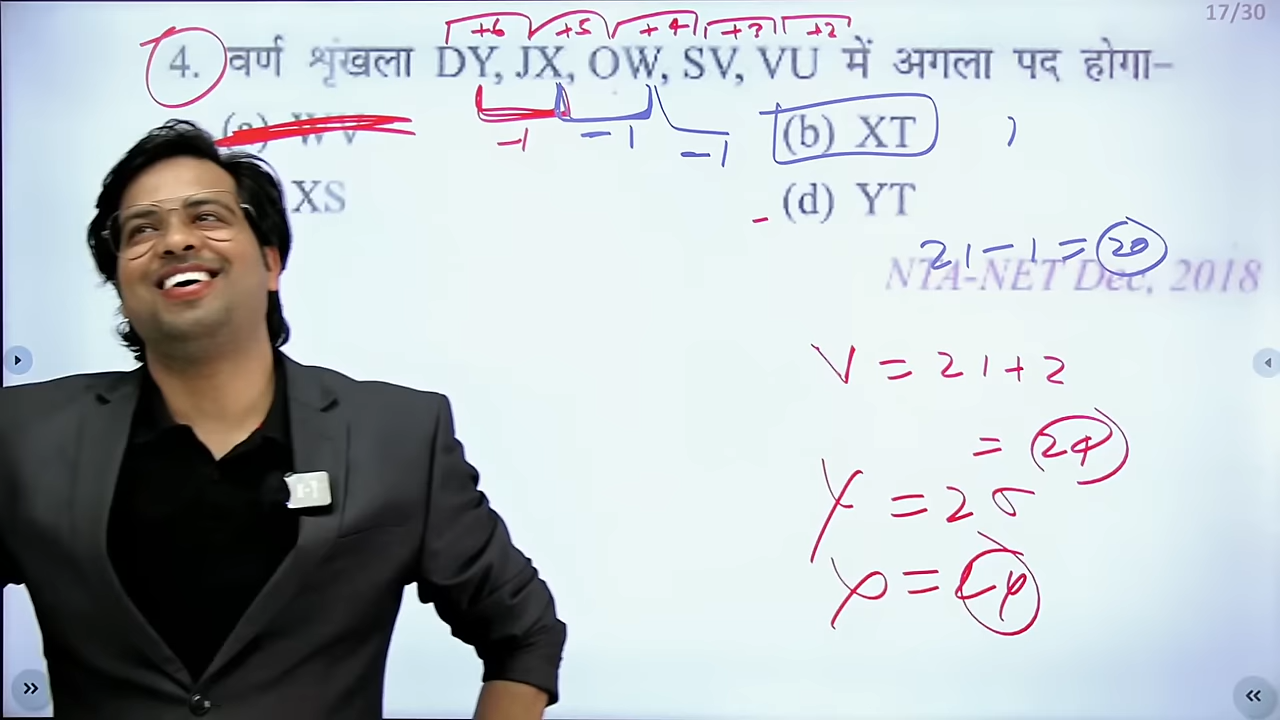 17/30
+6 +5 +4 +3 +2
4. वर्ण शृंखला DY, JX, OW, SV, VU में अगला पद होगा–
-1 -1 -1
(b) XT
XS
(d) YT
21-1=20
NTA-NET Dec, 2018
V = 21+2
= 24
Y = 25